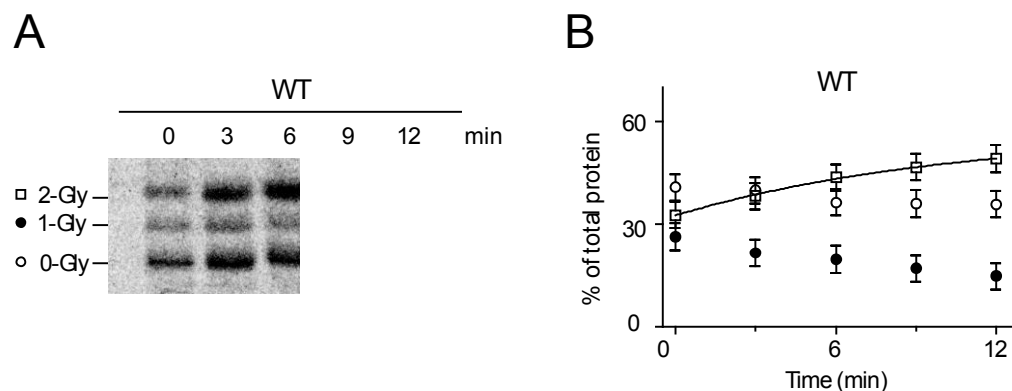 A
WT
0 3 6 9 12 min
2-Gly
1-Gly
0-Gly
B
WT
% of total protein
60
30
0
0 6 12
Time (min)